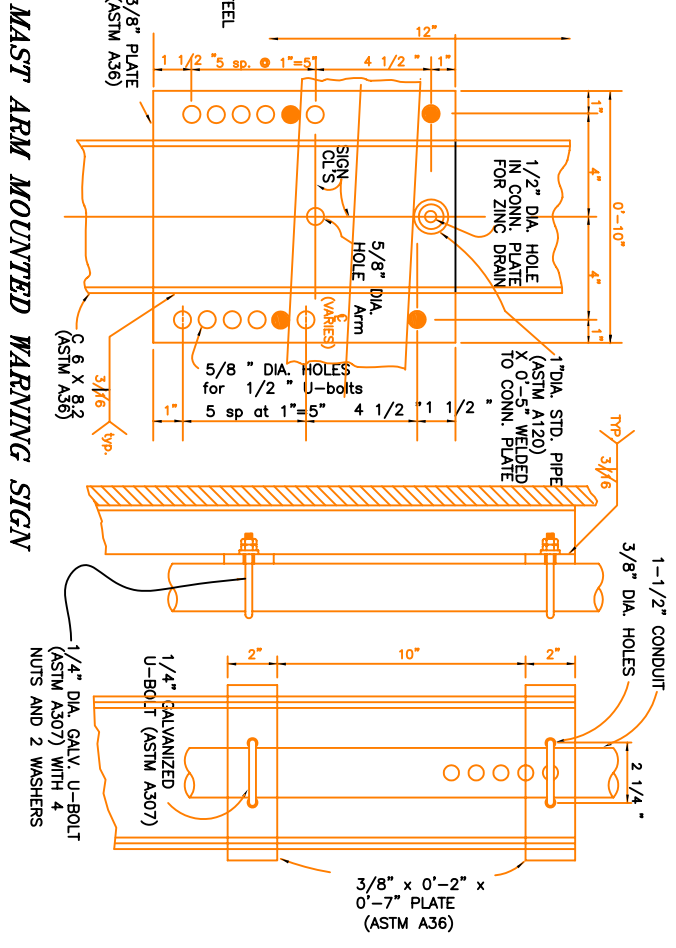 TEEL
3/8" PLATE
(ASTM A36)
12"
1 1/2 "
5 sp. @ 1"=5"
4 1/2 "
1"
1/2" DIA. HOLE
IN CONN. PLATE
FOR ZINC DRAIN
SIGN
CL'S
5/8" DIA.
HOLE
Arm
℄
(VARIES)
1"
4"
0'-10"
4"
1"
5/8 " DIA. HOLES
for 1/2 " U-bolts
1"
5 sp at 1"=5"
4 1/2 "
1 1/2 "
C 6 X 8.2
(ASTM A36)
3/16
typ.
1"DIA. STD. PIPE
(ASTM A120)
X 0'-5" WELDED
TO CONN. PLATE
TYP
3/16
1-1/2" CONDUIT
3/8" DIA. HOLES
2"
10"
2"
2 1/4 "
1/4" GALVANIZED
U-BOLT (ASTM A307)
1/4" DIA. GALV. U-BOLT
(ASTM A307) WITH 4
NUTS AND 2 WASHERS
3/8" x 0'-2" x
0'-7" PLATE
(ASTM A36)
MAST ARM MOUNTED WARNING SIGN